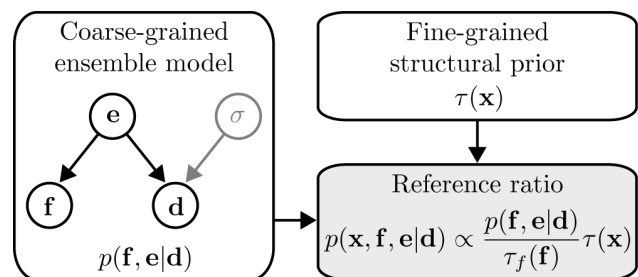 Coarse-grained
ensemble model
e
σ
f
d
p(f, e|d)
Fine-grained
structural prior
τ(x)
Reference ratio
p(x, f, e|d) ∝ p(f, e|d) / τ_f(f) τ(x)